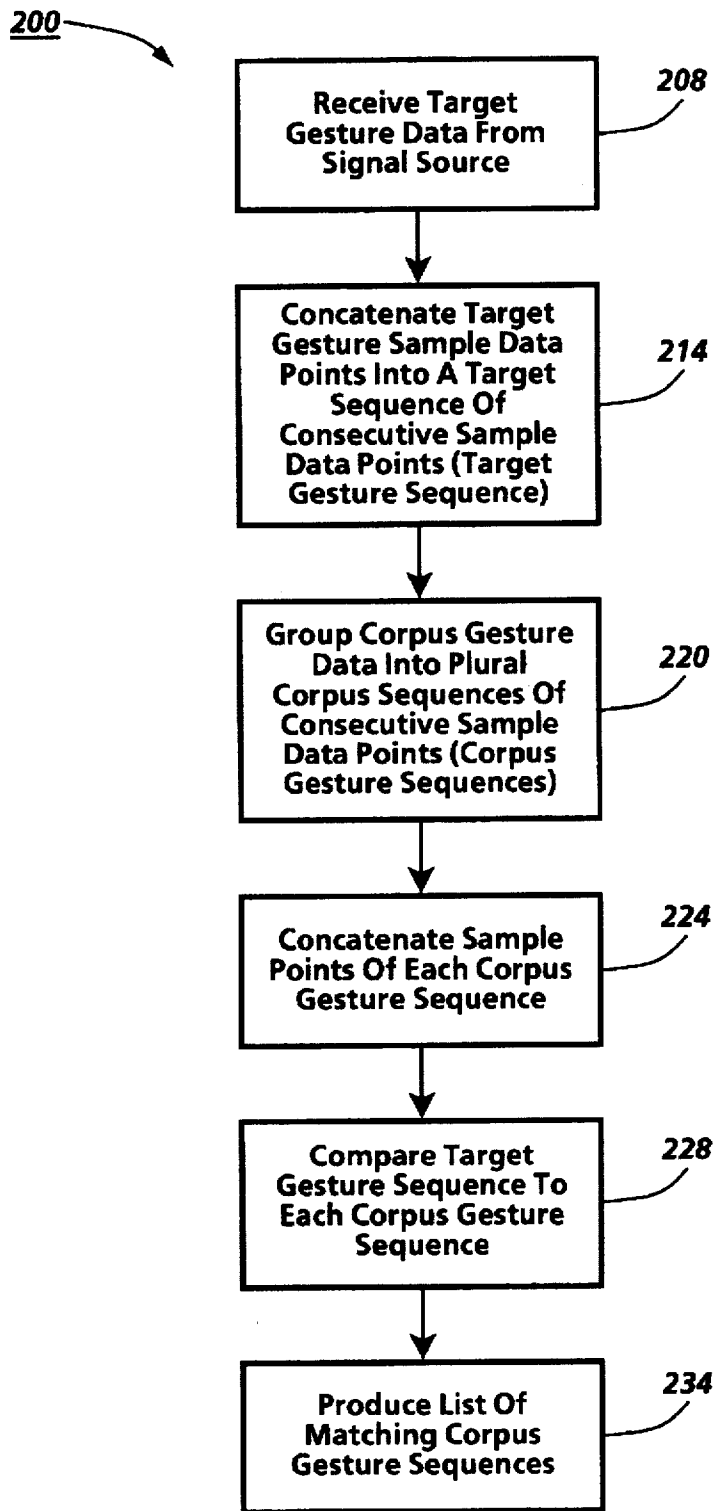 200
208
Receive Target
Gesture Data From
Signal Source
214
Concatenate Target
Gesture Sample Data
Points Into A Target
Sequence Of
Consecutive Sample
Data Points (Target
Gesture Sequence)
220
Group Corpus Gesture
Data Into Plural
Corpus Sequences Of
Consecutive Sample
Data Points (Corpus
Gesture Sequences)
224
Concatenate Sample
Points Of Each Corpus
Gesture Sequence
228
Compare Target
Gesture Sequence To
Each Corpus Gesture
Sequence
234
Produce List Of
Matching Corpus
Gesture Sequences